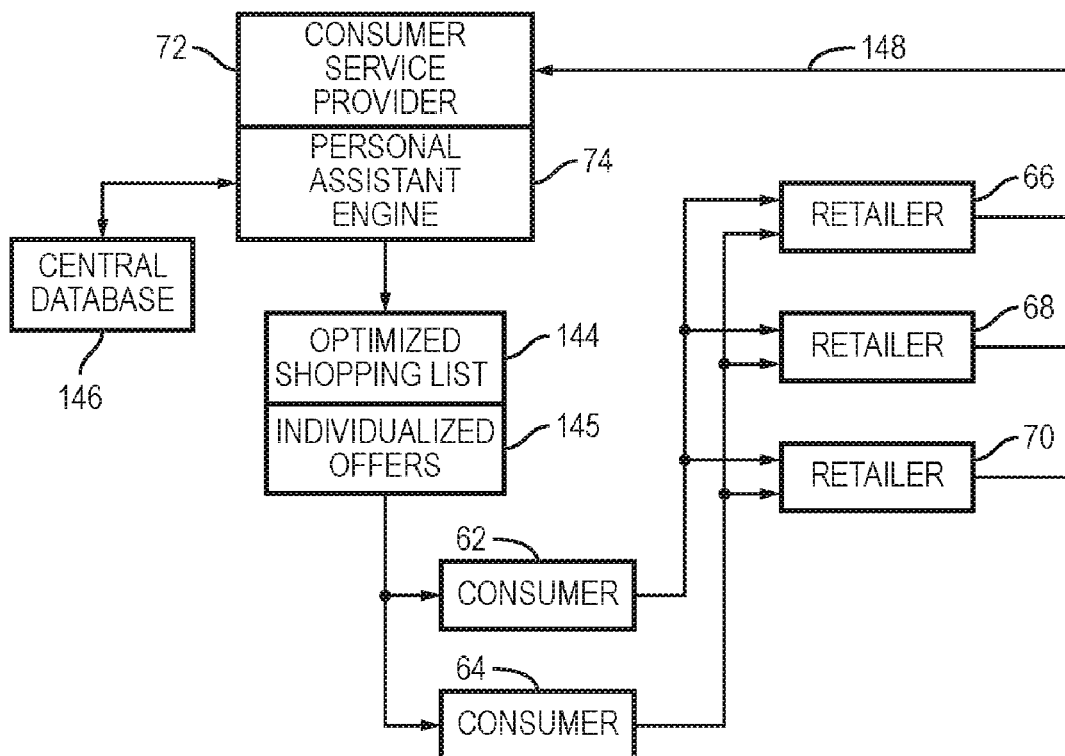 72
CONSUMER
SERVICE
PROVIDER
148
PERSONAL
ASSISTANT
ENGINE
74
66
RETAILER
CENTRAL
DATABASE
146
OPTIMIZED
SHOPPING LIST
144
68
RETAILER
INDIVIDUALIZED
OFFERS
145
70
RETAILER
62
CONSUMER
64
CONSUMER